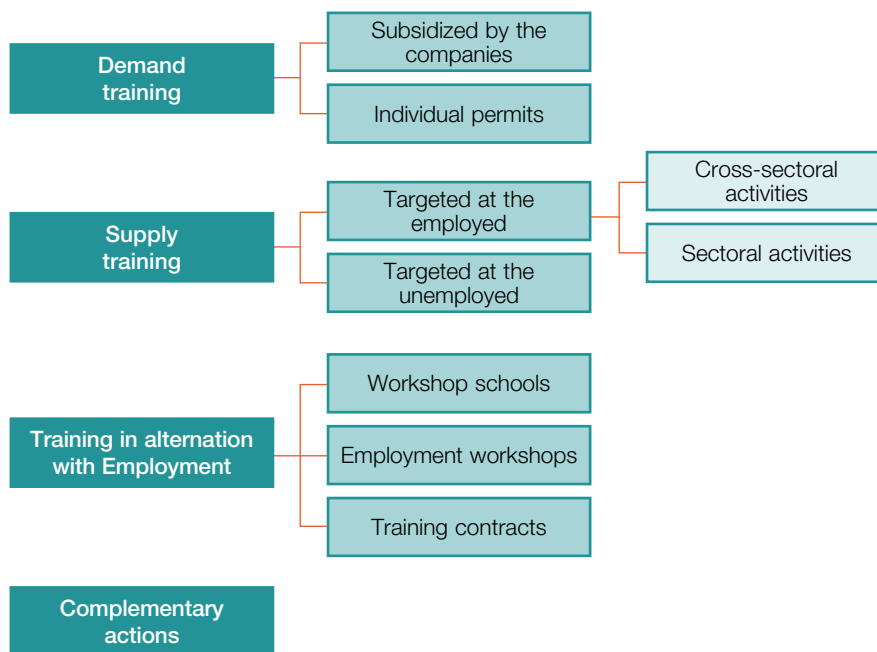 Demand
training
Subsidized by the
companies
Individual permits
Supply
training
Targeted at the
employed
Cross-sectoral
activities
Sectoral activities
Targeted at the
unemployed
Training in alternation
with Employment
Workshop schools
Employment workshops
Training contracts
Complementary
actions